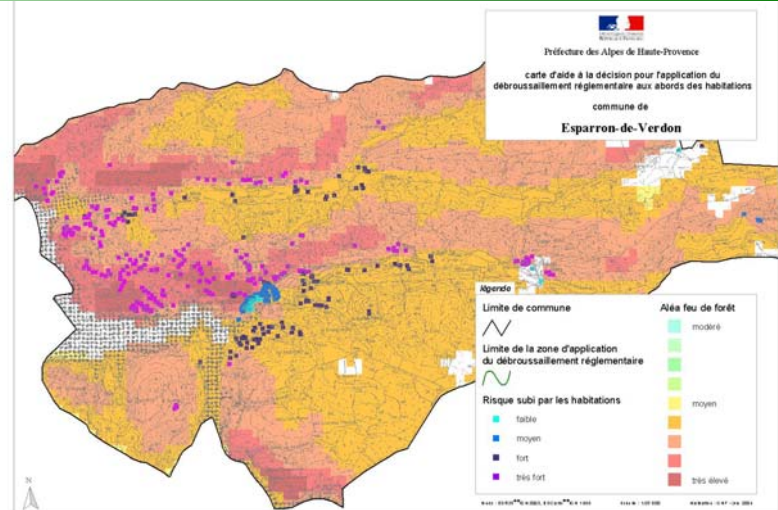 Préfecture des Alpes de Haute-Provence
carte d'aide à la décision pour l'application du
débroussaillement réglementaire aux abords des habitations
commune de
Esparron-de-Verdon
légende
Limite de commune
Limite de la zone d'application
du débroussaillement réglementaire
Risque subi par les habitations
faible
moyen
fort
très fort
Aléa feu de forêt
modéré
moyen
très élevé
N